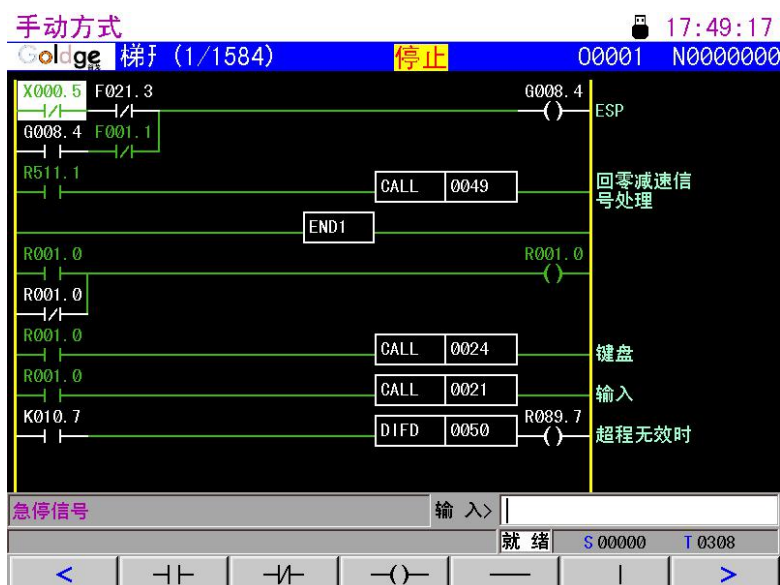 手动方式 17:49:17
Goldge 梯形 (1/1584) 停止 O0001 N0000000
X000.5 F021.3 G008.4
ESP
G008.4 F001.1
R511.1
CALL 0049 回零减速信
号处理
END1
R001.0 R001.0
R001.0
R001.0
CALL 0024 键盘
R001.0
CALL 0021 输入
K010.7 R089.7
DIFD 0050 超程无效时
急停信号 输 入>
就 绪 S 00000 T 0308
< >